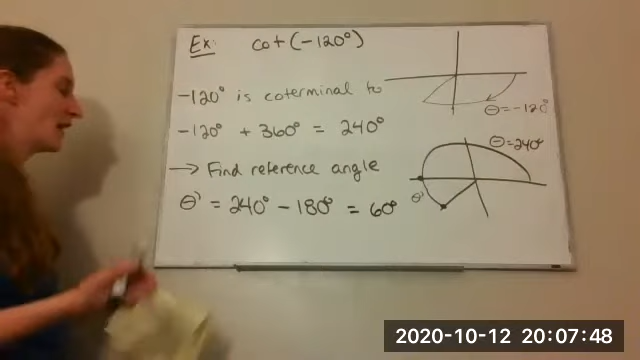 Ex: cot(-120°)
-120° is coterminal to
θ = -120°
-120° + 360° = 240°
θ = 240°
→ Find reference angle
θ' = 240° - 180° = 60°
θ'
2020-10-12 20:07:48